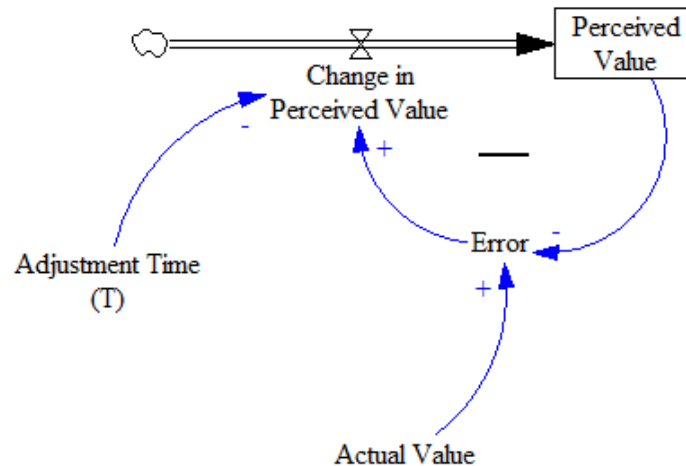 Perceived
Value
Change in
Perceived Value
-
+
-
Error
Adjustment Time
(T)
+
Actual Value